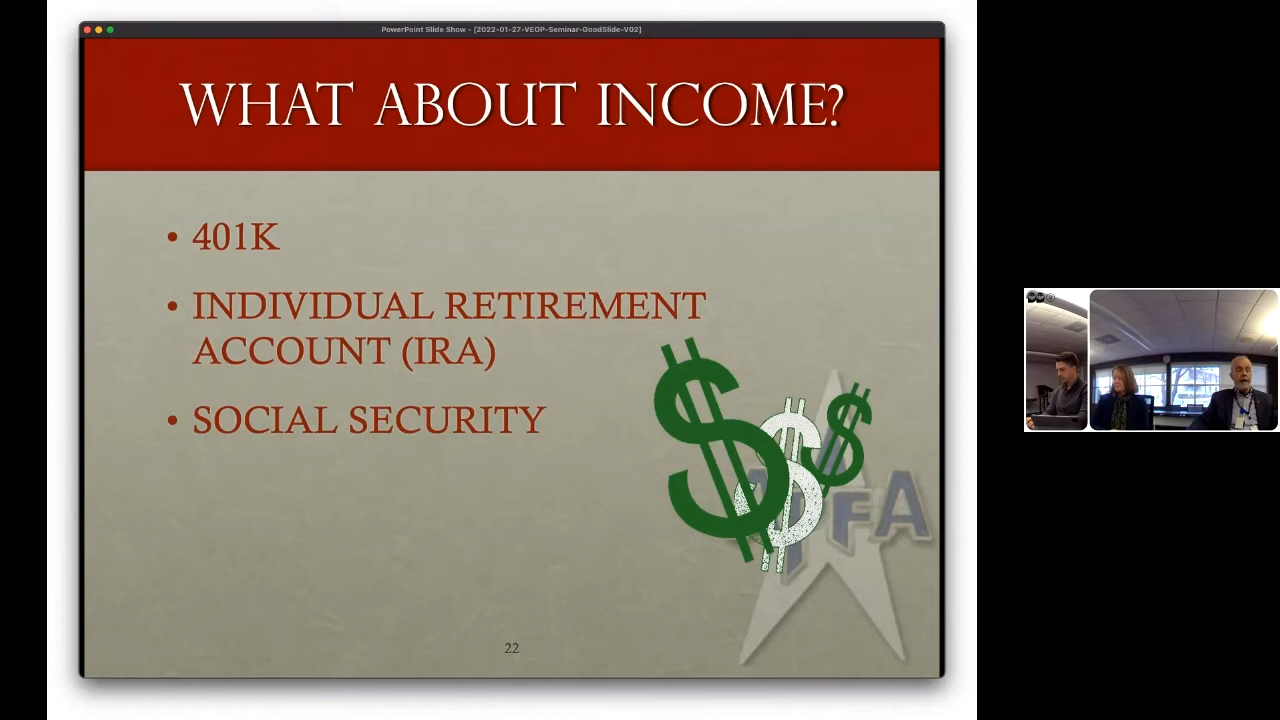 PowerPoint Slide Show - [2022-01-27-VEOP-Seminar-GoodSlide-V02]
WHAT ABOUT INCOME?
• 401K
• INDIVIDUAL RETIREMENT
ACCOUNT (IRA)
• SOCIAL SECURITY
22